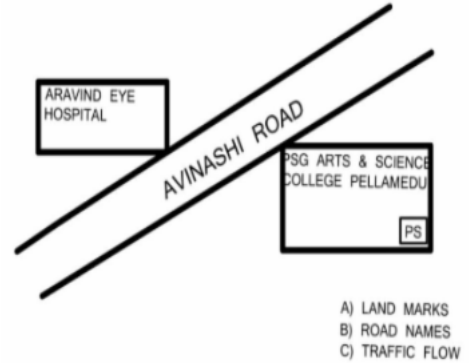 ARAVIND EYE
HOSPITAL
AVINASHI ROAD
PSG ARTS & SCIENCE
COLLEGE PELLAMEDU
PS
A) LAND MARKS
B) ROAD NAMES
C) TRAFFIC FLOW